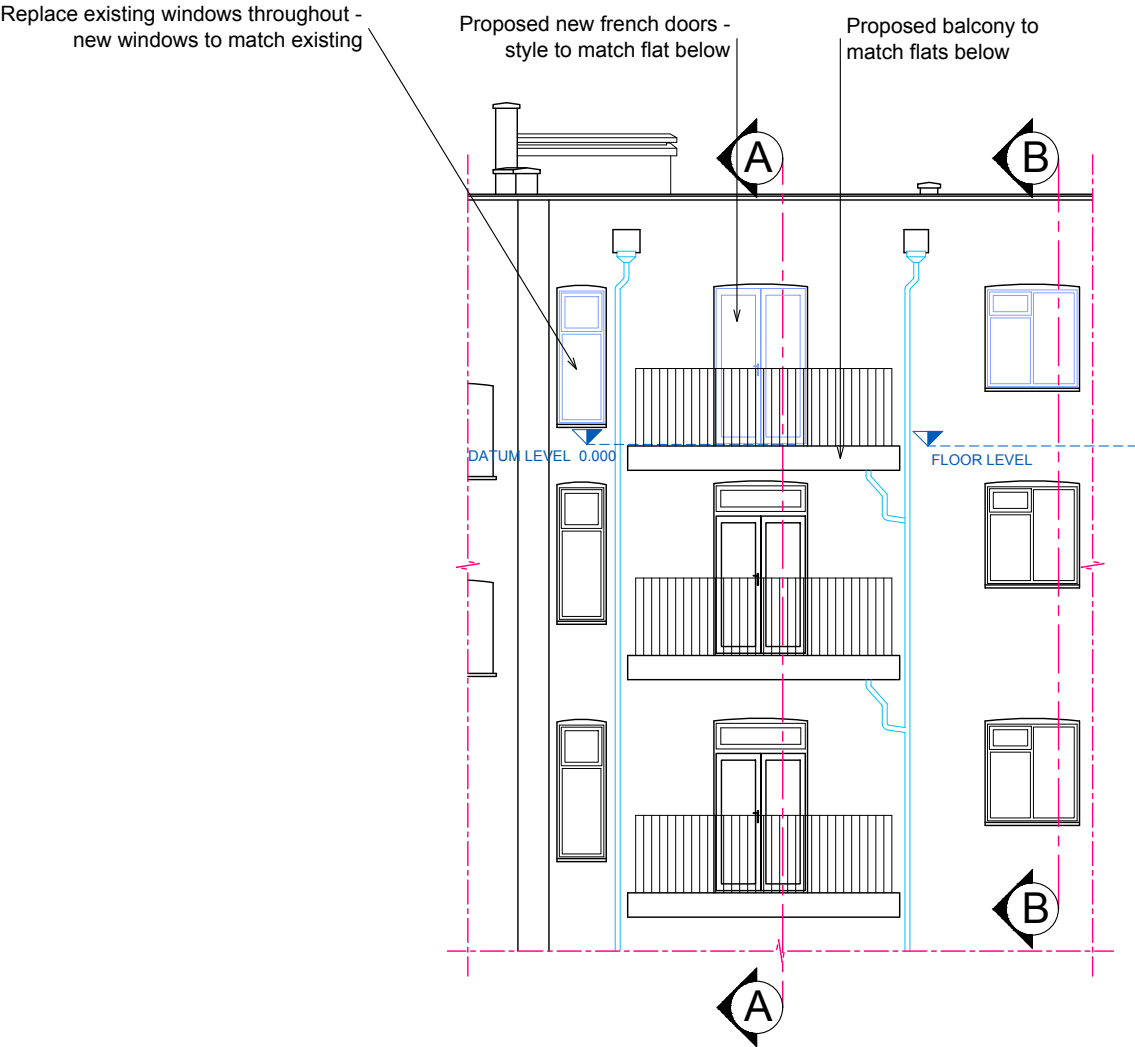 Replace existing windows throughout -
new windows to match existing
Proposed new french doors -
style to match flat below
Proposed balcony to
match flats below
A
B
DATUM LEVEL 0.000
FLOOR LEVEL
B
A